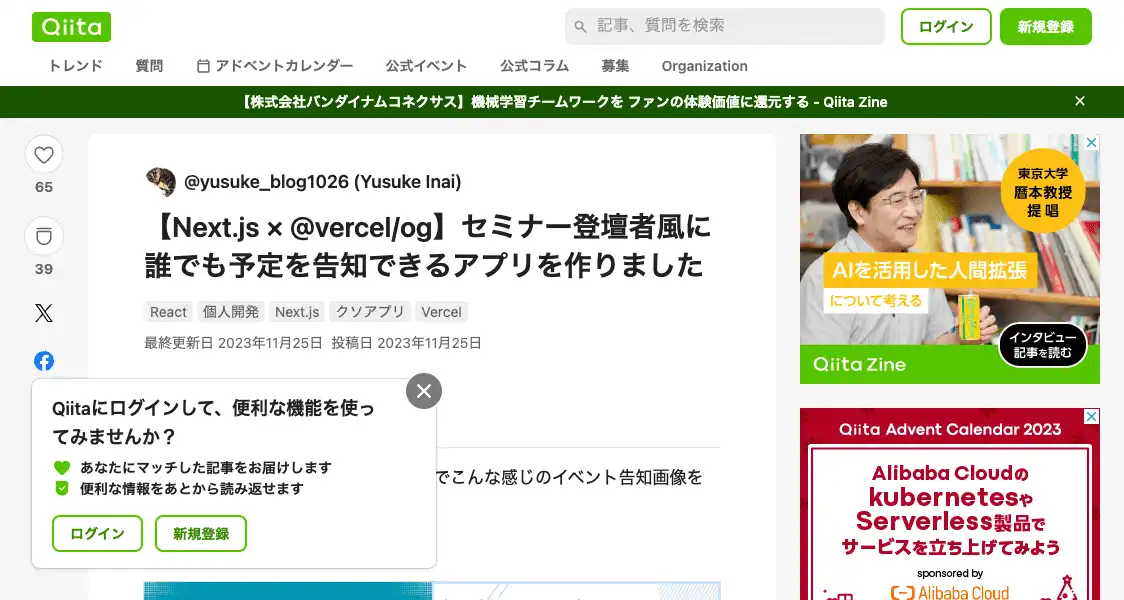 Qiita
記事、質問を検索
ログイン
新規登録
トレンド
質問
アドベントカレンダー
公式イベント
公式コラム
募集
Organization
【株式会社バンダイナムコネクサス】機械学習チームワークを ファンの体験価値に還元する - Qiita Zine
65
39
@yusuke_blog1026 (Yusuke Inai)
【Next.js × @vercel/og】セミナー登壇者風に
誰でも予定を告知できるアプリを作りました
React
個人開発
Next.js
クソアプリ
Vercel
最終更新日 2023年11月25日 投稿日 2023年11月25日
でこんな感じのイベント告知画像を
Qiitaにログインして、便利な機能を使っ
てみませんか？
あなたにマッチした記事をお届けします
便利な情報をあとから読み返せます
ログイン
新規登録
東京大学
暦本教授
提唱
AIを活用した人間拡張
について考える
インタビュー
記事を読む
Qiita Zine
Qiita Advent Calendar 2023
Alibaba Cloudの
kubernetesや
Serverless製品で
サービスを立ち上げてみよう
sponsored by
Alibaba Cloud